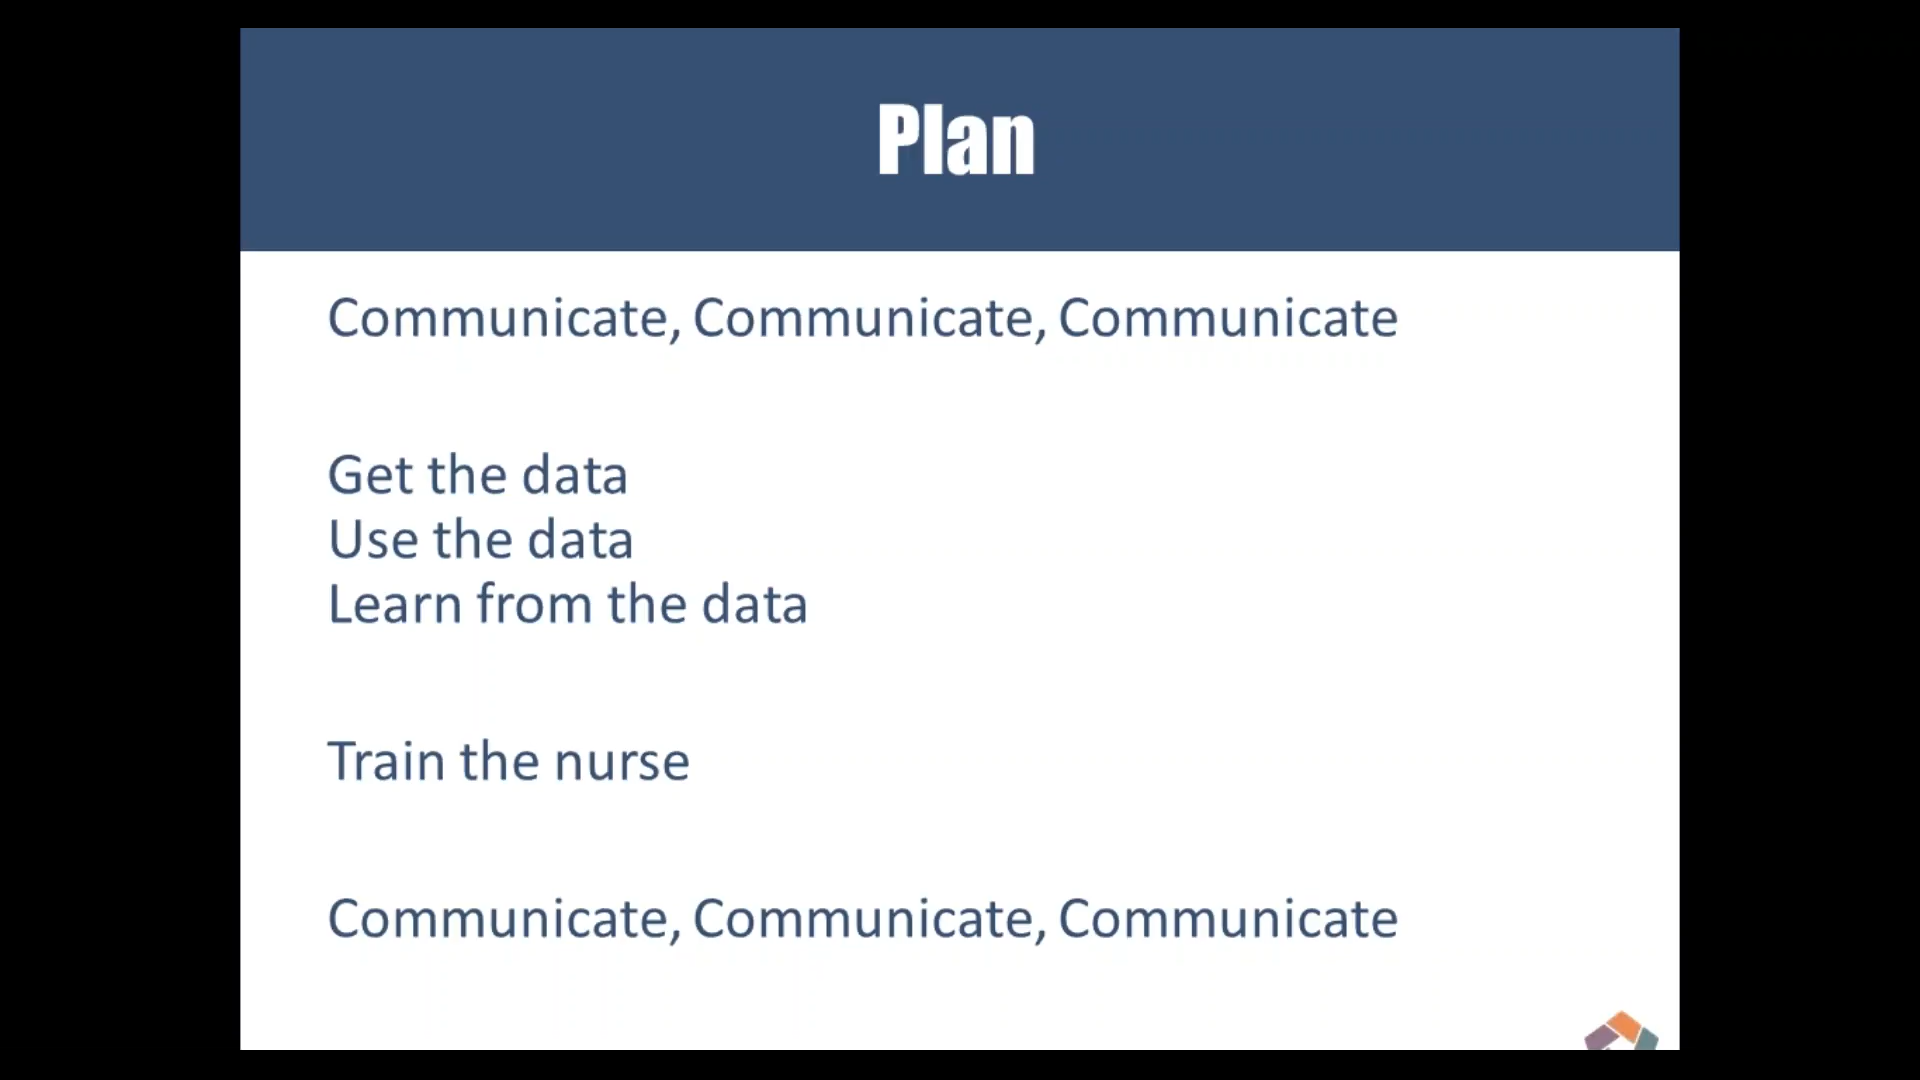 Plan
Communicate, Communicate, Communicate
Get the data
Use the data
Learn from the data
Train the nurse
Communicate, Communicate, Communicate